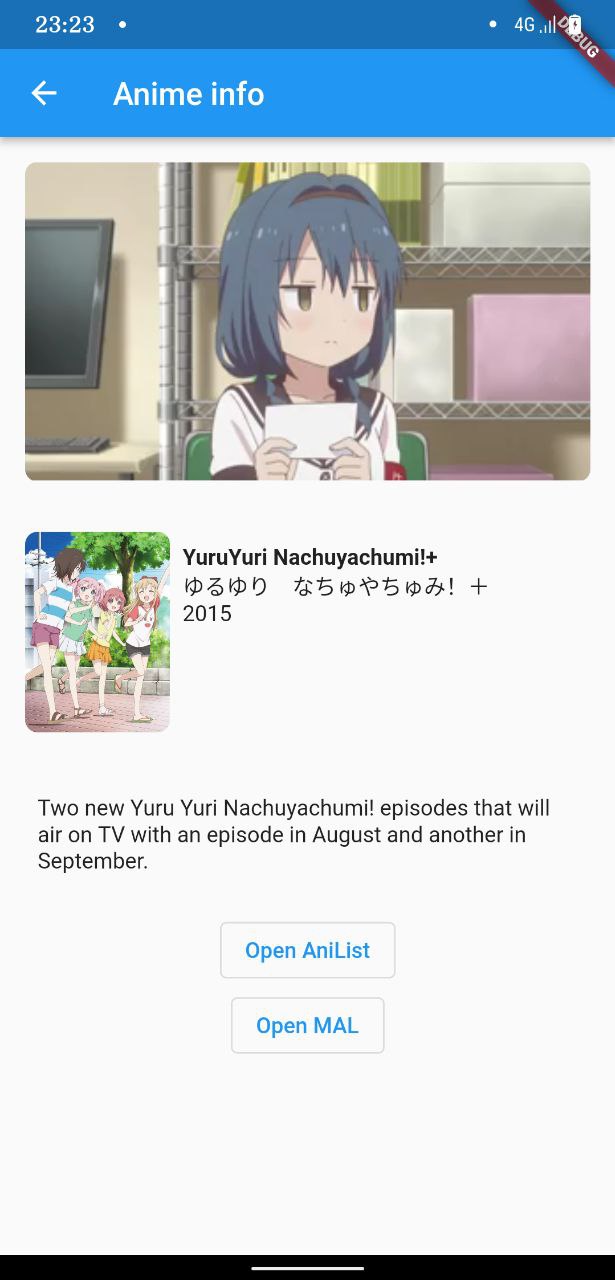 23:23
4G
DEBUG
Anime info
YuruYuri Nachuyachumi!+
ゆるゆり　なちゅやちゅみ！＋
2015
Two new Yuru Yuri Nachuyachumi! episodes that will
air on TV with an episode in August and another in
September.
Open AniList
Open MAL